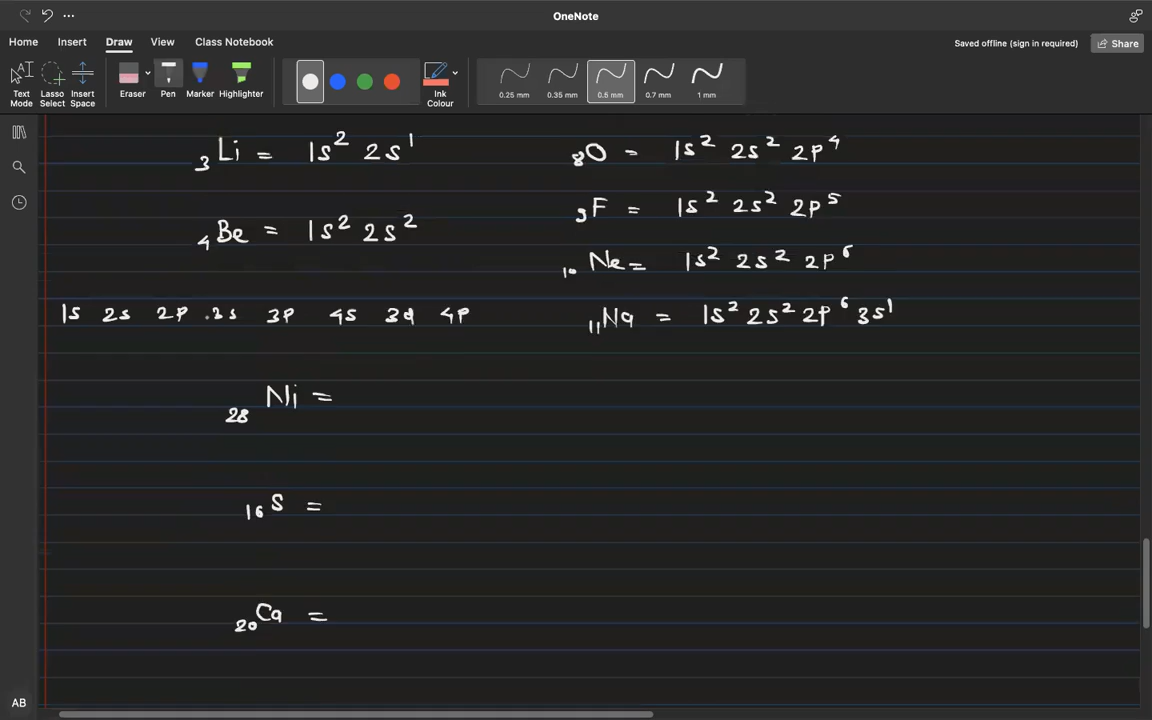 OneNote
Home Insert Draw View Class Notebook
Saved offline (sign in required) Share
Text Mode Lasso Select Insert Space Eraser Pen Marker Highlighter Ink Colour 0.25 mm 0.35 mm 0.5 mm 0.7 mm 1 mm
₃Li = 1s² 2s¹
₈O = 1s² 2s² 2p⁴
₉F = 1s² 2s² 2p⁵
₄Be = 1s² 2s²
₁₀Ne = 1s² 2s² 2p⁶
1s 2s 2p 3s 3p 4s 3d 4p
₁₁Na = 1s² 2s² 2p⁶ 3s¹
₂₈Ni =
₁₆S =
₂₀Ca =
AB